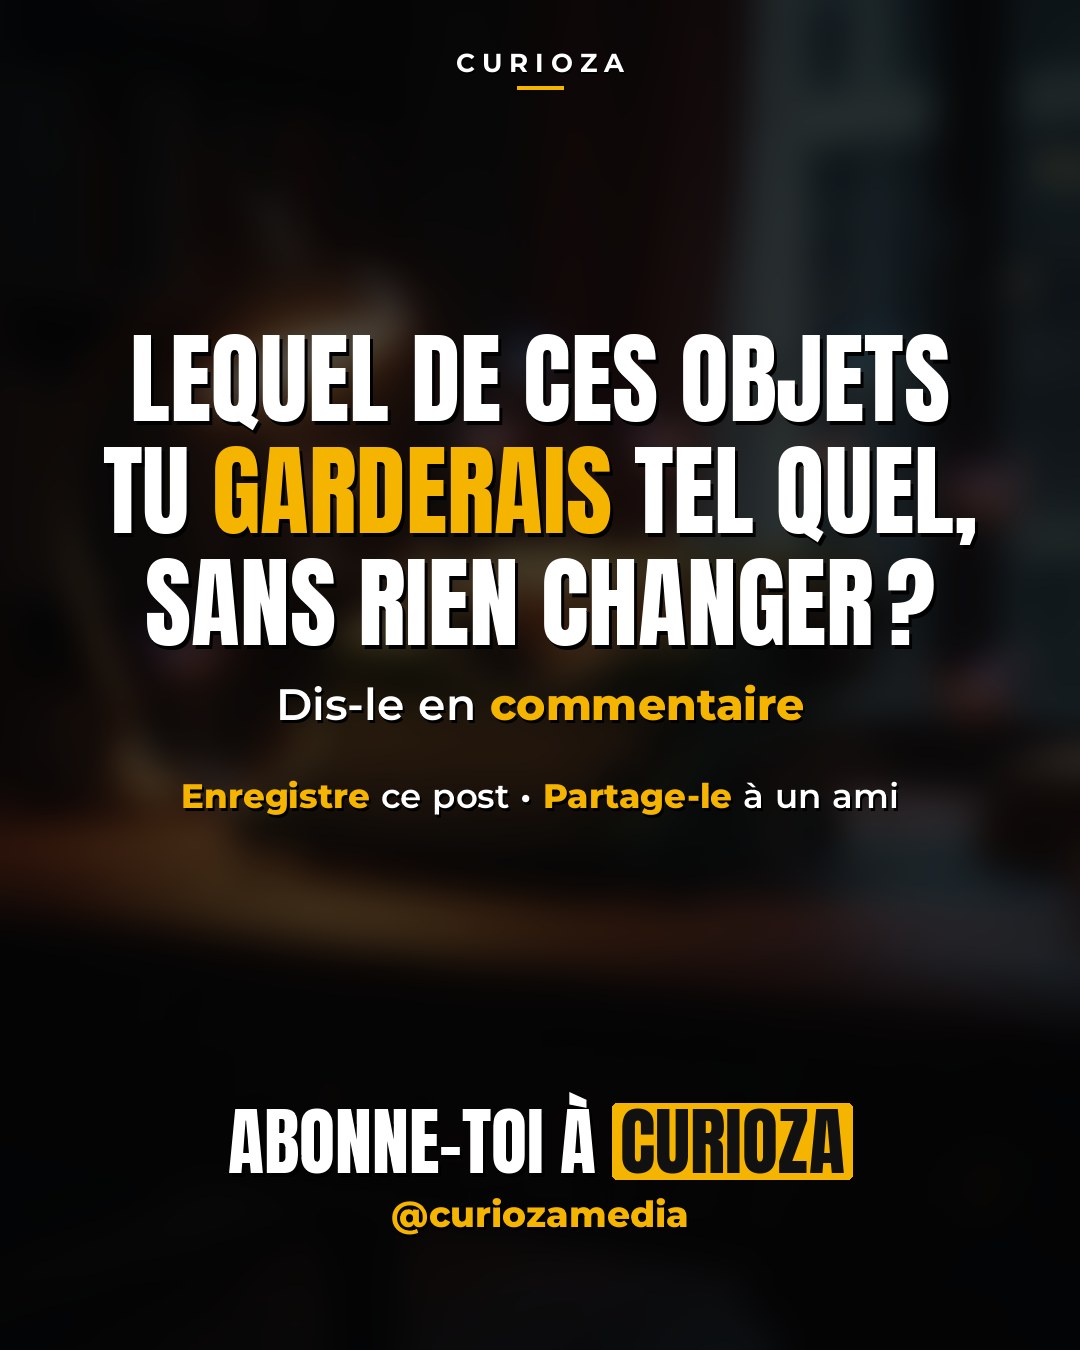 CURIOZA
LEQUEL DE CES OBJETS
TU GARDERAIS TEL QUEL,
SANS RIEN CHANGER ?
Dis-le en commentaire
Enregistre ce post • Partage-le à un ami
ABONNE-TOI À CURIOZA
@curiozamedia